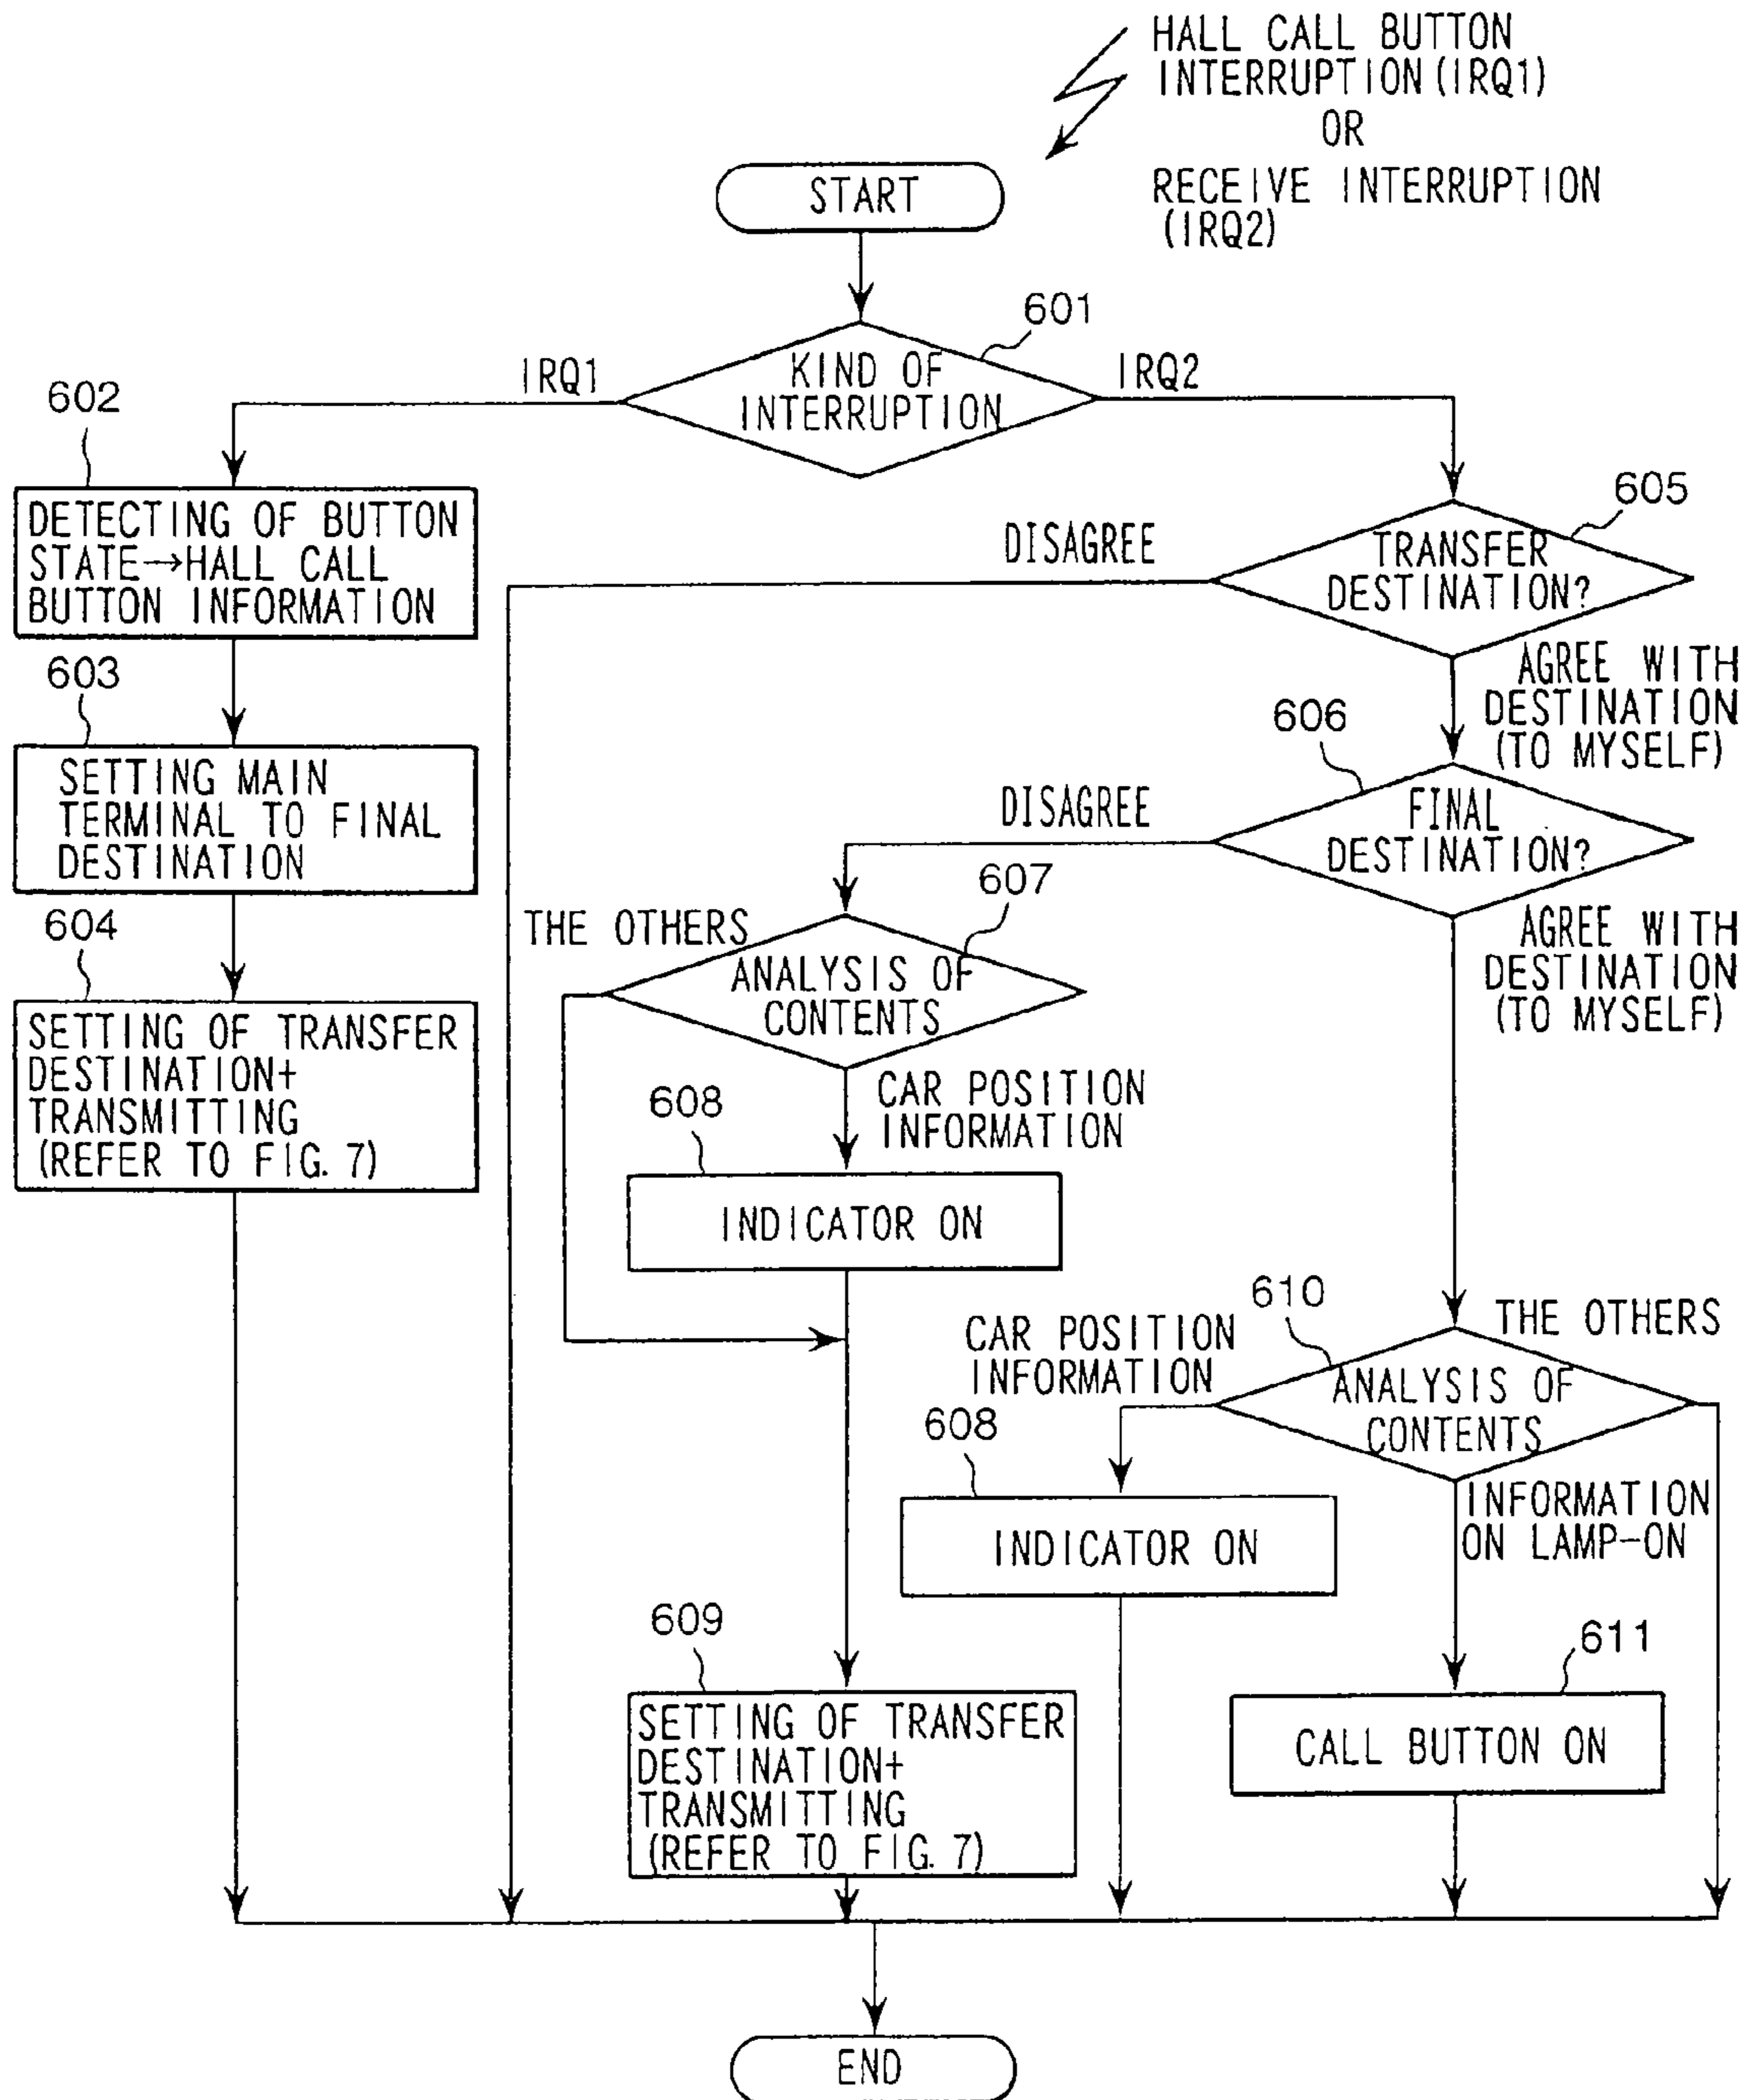 HALL CALL BUTTON
INTERRUPTION (IRQ1)
OR
RECEIVE INTERRUPTION
(IRQ2)
START
601
KIND OF
INTERRUPTION
IRQ1
IRQ2
602
DETECTING OF BUTTON
STATE→HALL CALL
BUTTON INFORMATION
605
TRANSFER
DESTINATION?
DISAGREE
AGREE WITH
DESTINATION
(TO MYSELF)
603
SETTING MAIN
TERMINAL TO FINAL
DESTINATION
606
FINAL
DESTINATION?
DISAGREE
AGREE WITH
DESTINATION
(TO MYSELF)
604
SETTING OF TRANSFER
DESTINATION+
TRANSMITTING
(REFER TO FIG. 7)
607
THE OTHERS
ANALYSIS OF
CONTENTS
CAR POSITION
INFORMATION
608
INDICATOR ON
610
THE OTHERS
CAR POSITION
INFORMATION
ANALYSIS OF
CONTENTS
608
INDICATOR ON
INFORMATION
ON LAMP-ON
609
SETTING OF TRANSFER
DESTINATION+
TRANSMITTING
(REFER TO FIG. 7)
611
CALL BUTTON ON
END